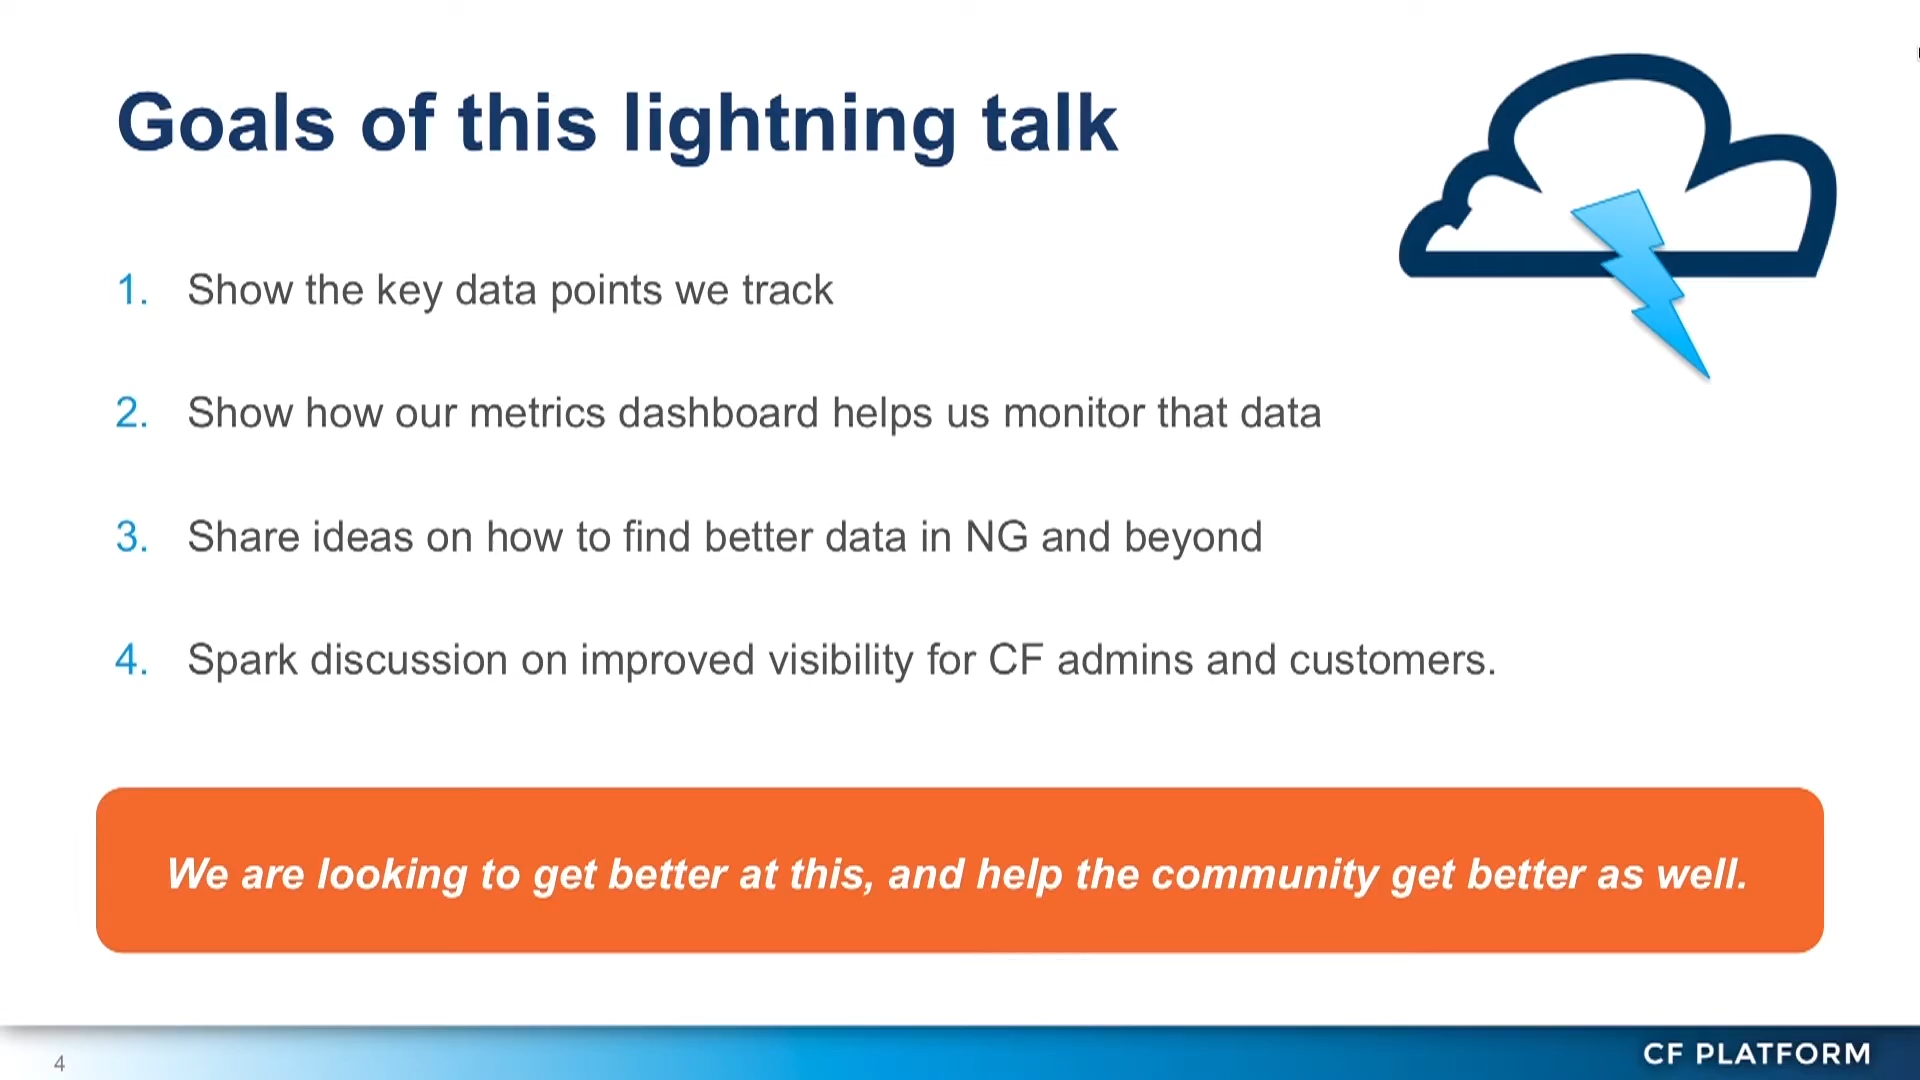 Goals of this lightning talk
1. Show the key data points we track
2. Show how our metrics dashboard helps us monitor that data
3. Share ideas on how to find better data in NG and beyond
4. Spark discussion on improved visibility for CF admins and customers.
We are looking to get better at this, and help the community get better as well.
4
CF PLATFORM